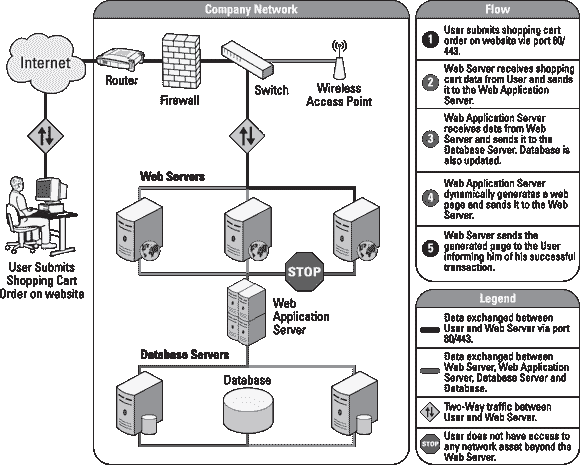 Company Network
Internet
Router
Firewall
Switch
Wireless
Access Point
Web Servers
User Submits
Shopping Cart
Order on website
STOP
Web
Application
Server
Database Servers
Database
Flow
1 User submits shopping cart
order on website via port 80/
443.
2 Web Server receives shopping
cart data from User and sends
it to the Web Application
Server.
3 Web Application Server
receives data from Web
Server and sends it to the
Database Server. Database is
also updated.
4 Web Application Server
dynamically generates a web
page and sends it to the Web
Server.
5 Web Server sends the
generated page to the User
informing him of his successful
transaction.
Legend
Data exchanged between
User and Web Server via port
80/443.
Data exchanged between
Web Server, Web Application
Server, Database Server and
Database.
Two-Way traffic between
User and Web Server.
STOP User does not have access to
any network asset beyond the
Web Server.